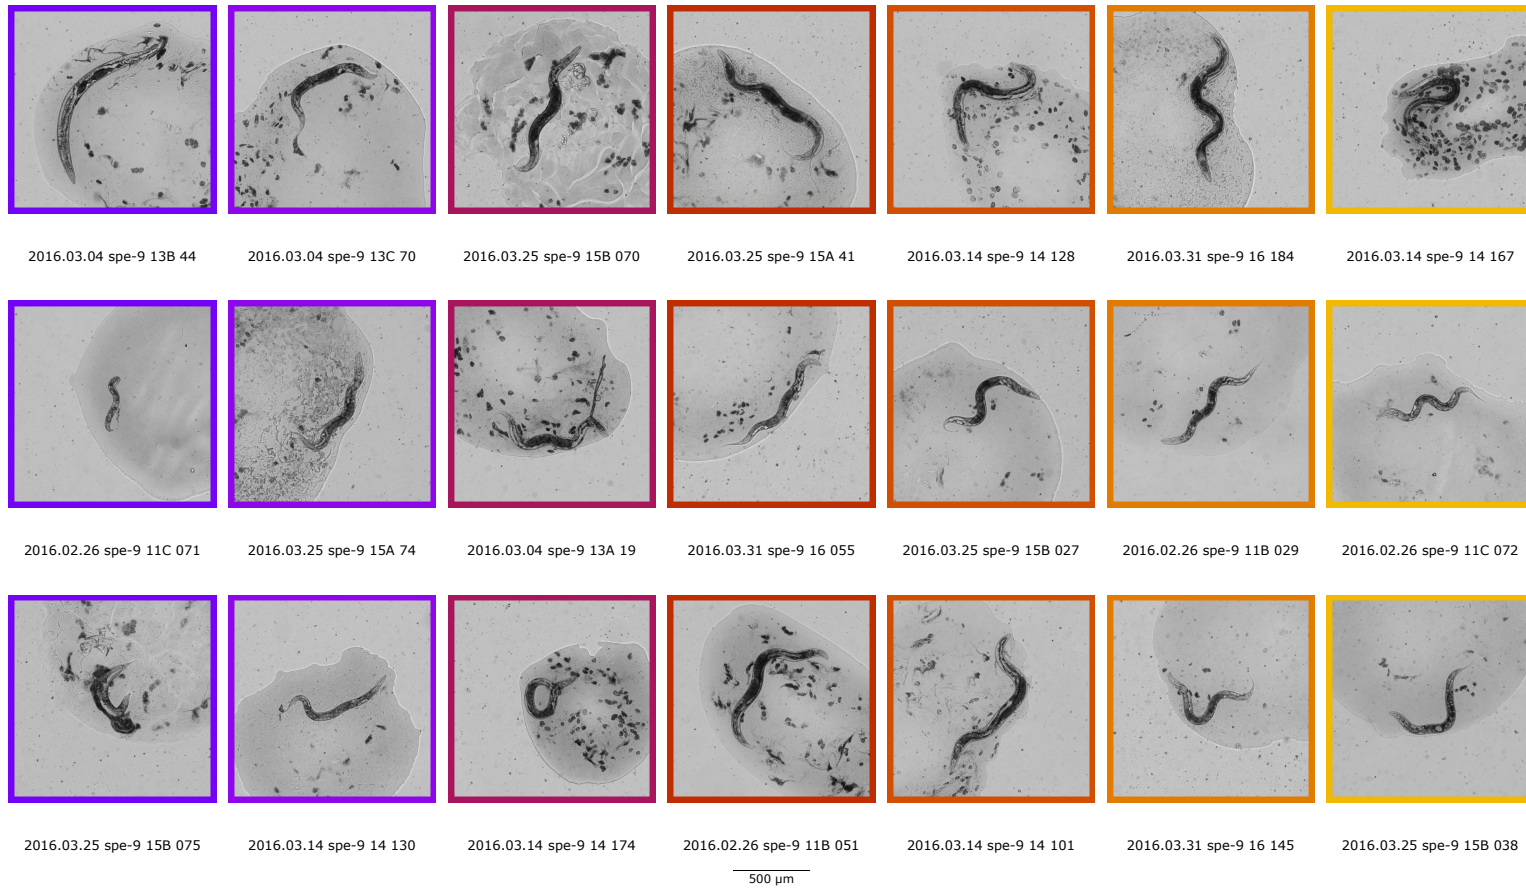 2016.03.04 spe-9 13B 44
2016.03.04 spe-9 13C 70
2016.03.25 spe-9 15B 070
2016.03.25 spe-9 15A 41
2016.03.14 spe-9 14 128
2016.03.31 spe-9 16 184
2016.03.14 spe-9 14 167
2016.02.26 spe-9 11C 071
2016.03.25 spe-9 15A 74
2016.03.04 spe-9 13A 19
2016.03.31 spe-9 16 055
2016.03.25 spe-9 15B 027
2016.02.26 spe-9 11B 029
2016.02.26 spe-9 11C 072
2016.03.25 spe-9 15B 075
2016.03.14 spe-9 14 130
2016.03.14 spe-9 14 174
2016.02.26 spe-9 11B 051
2016.03.14 spe-9 14 101
2016.03.31 spe-9 16 145
2016.03.25 spe-9 15B 038
500 μm